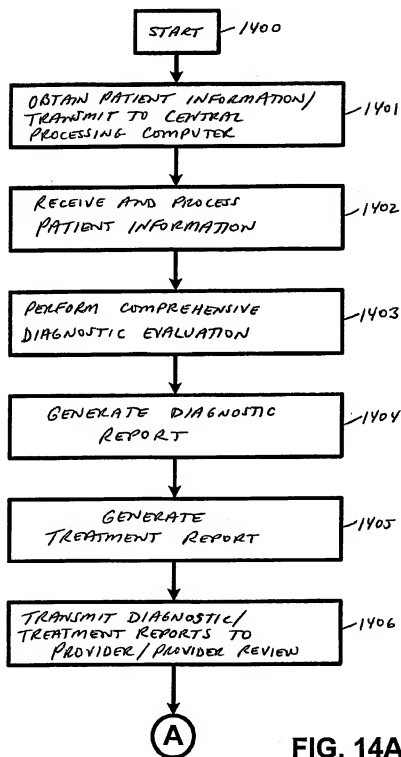 START 1400
OBTAIN PATIENT INFORMATION/
TRANSMIT TO CENTRAL
PROCESSING COMPUTER
1401
RECEIVE AND PROCESS
PATIENT INFORMATION
1402
PERFORM COMPREHENSIVE
DIAGNOSTIC EVALUATION
1403
GENERATE DIAGNOSTIC
REPORT
1404
GENERATE
TREATMENT REPORT
1405
TRANSMIT DIAGNOSTIC/
TREATMENT REPORTS TO
PROVIDER/PROVIDER REVIEW
1406
A
FIG. 14A